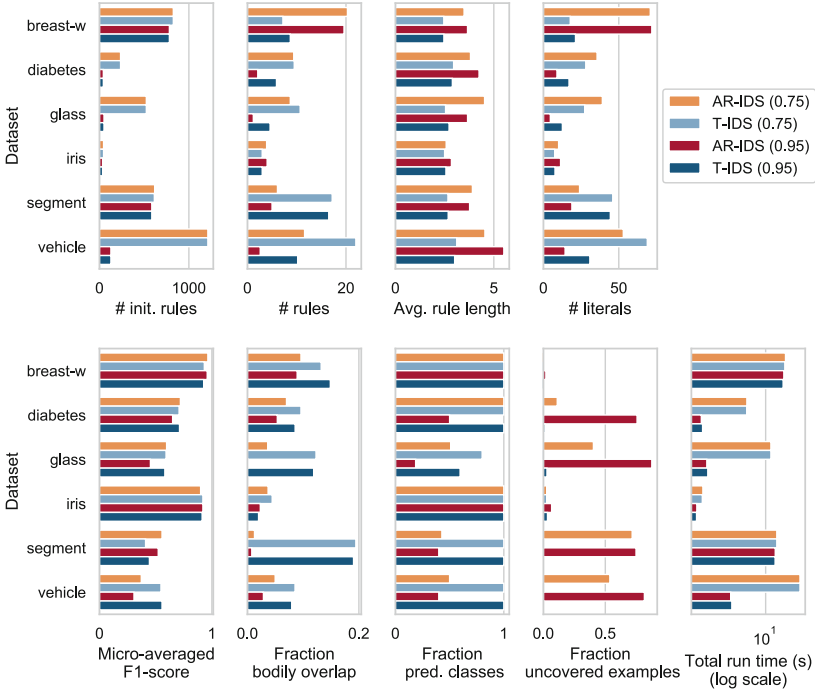 breast-w
diabetes
glass
iris
segment
vehicle
Dataset
0
1000
# init. rules
0
20
# rules
0
5
Avg. rule length
0
50
# literals
AR-IDS (0.75)
T-IDS (0.75)
AR-IDS (0.95)
T-IDS (0.95)
breast-w
diabetes
glass
iris
segment
vehicle
Dataset
0
1
Micro-averaged
F1-score
0.0
0.2
Fraction
bodily overlap
0
1
Fraction
pred. classes
0.0
0.5
Fraction
uncovered examples
10¹
Total run time (s)
(log scale)